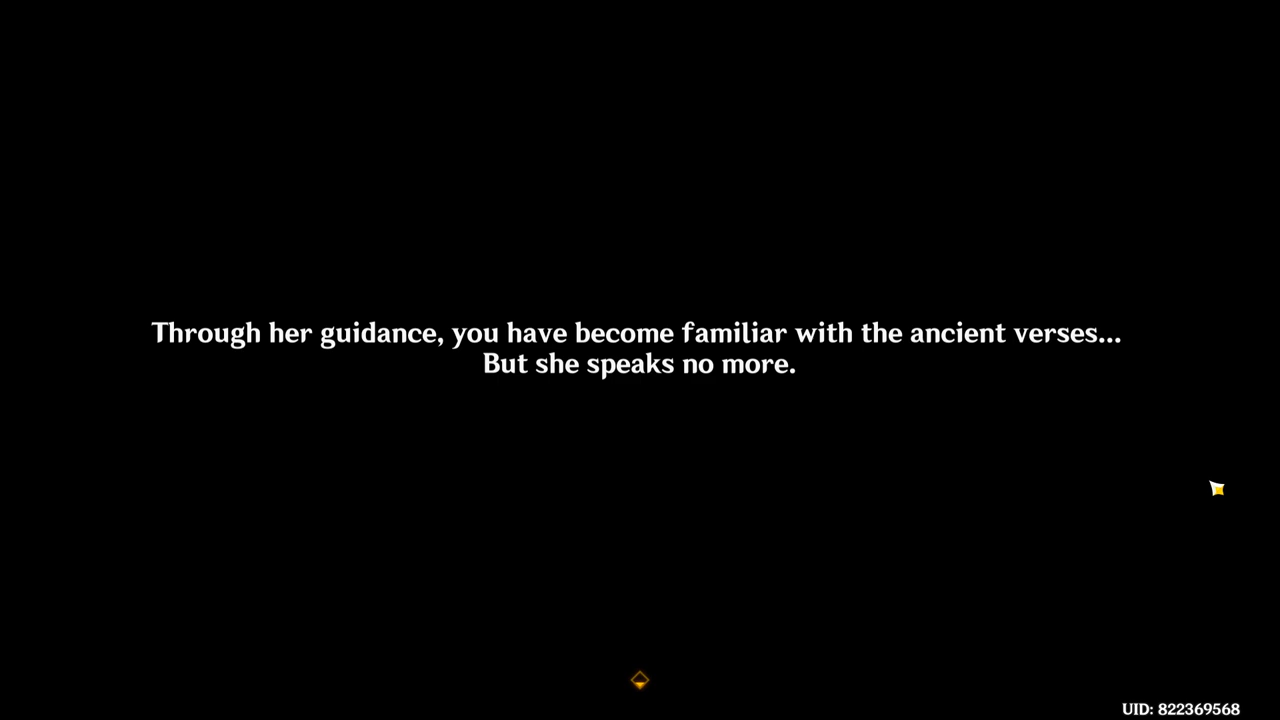 Through her guidance, you have become familiar with the ancient verses...
But she speaks no more.
UID: 822369568